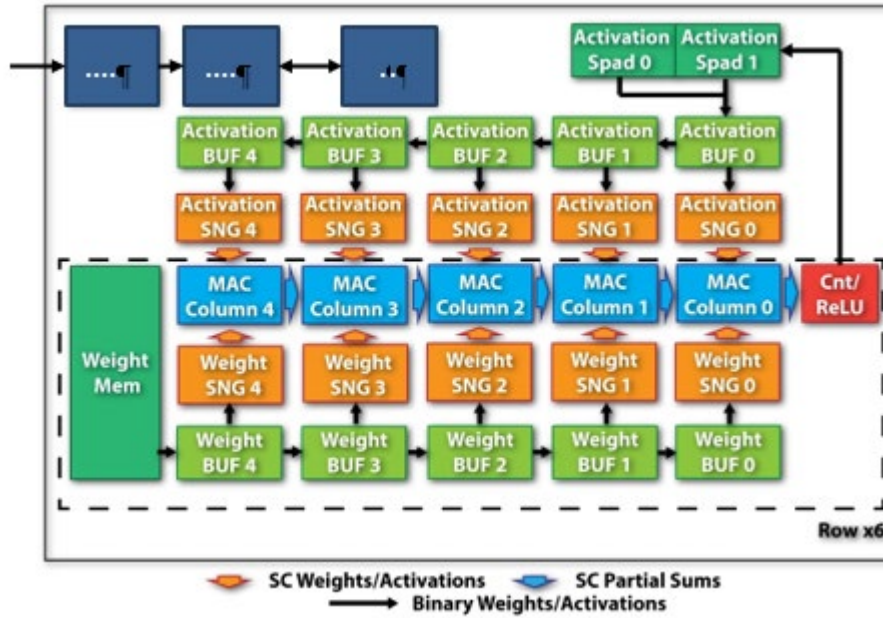 ....¶
....¶
..¶
Activation
Spad 0
Activation
Spad 1
Activation
BUF 4
Activation
BUF 3
Activation
BUF 2
Activation
BUF 1
Activation
BUF 0
Activation
SNG 4
Activation
SNG 3
Activation
SNG 2
Activation
SNG 1
Activation
SNG 0
Weight
Mem
MAC
Column 4
MAC
Column 3
MAC
Column 2
MAC
Column 1
MAC
Column 0
Cnt/
ReLU
Weight
SNG 4
Weight
SNG 3
Weight
SNG 2
Weight
SNG 1
Weight
SNG 0
Weight
BUF 4
Weight
BUF 3
Weight
BUF 2
Weight
BUF 1
Weight
BUF 0
Row x6
SC Weights/Activations
SC Partial Sums
Binary Weights/Activations